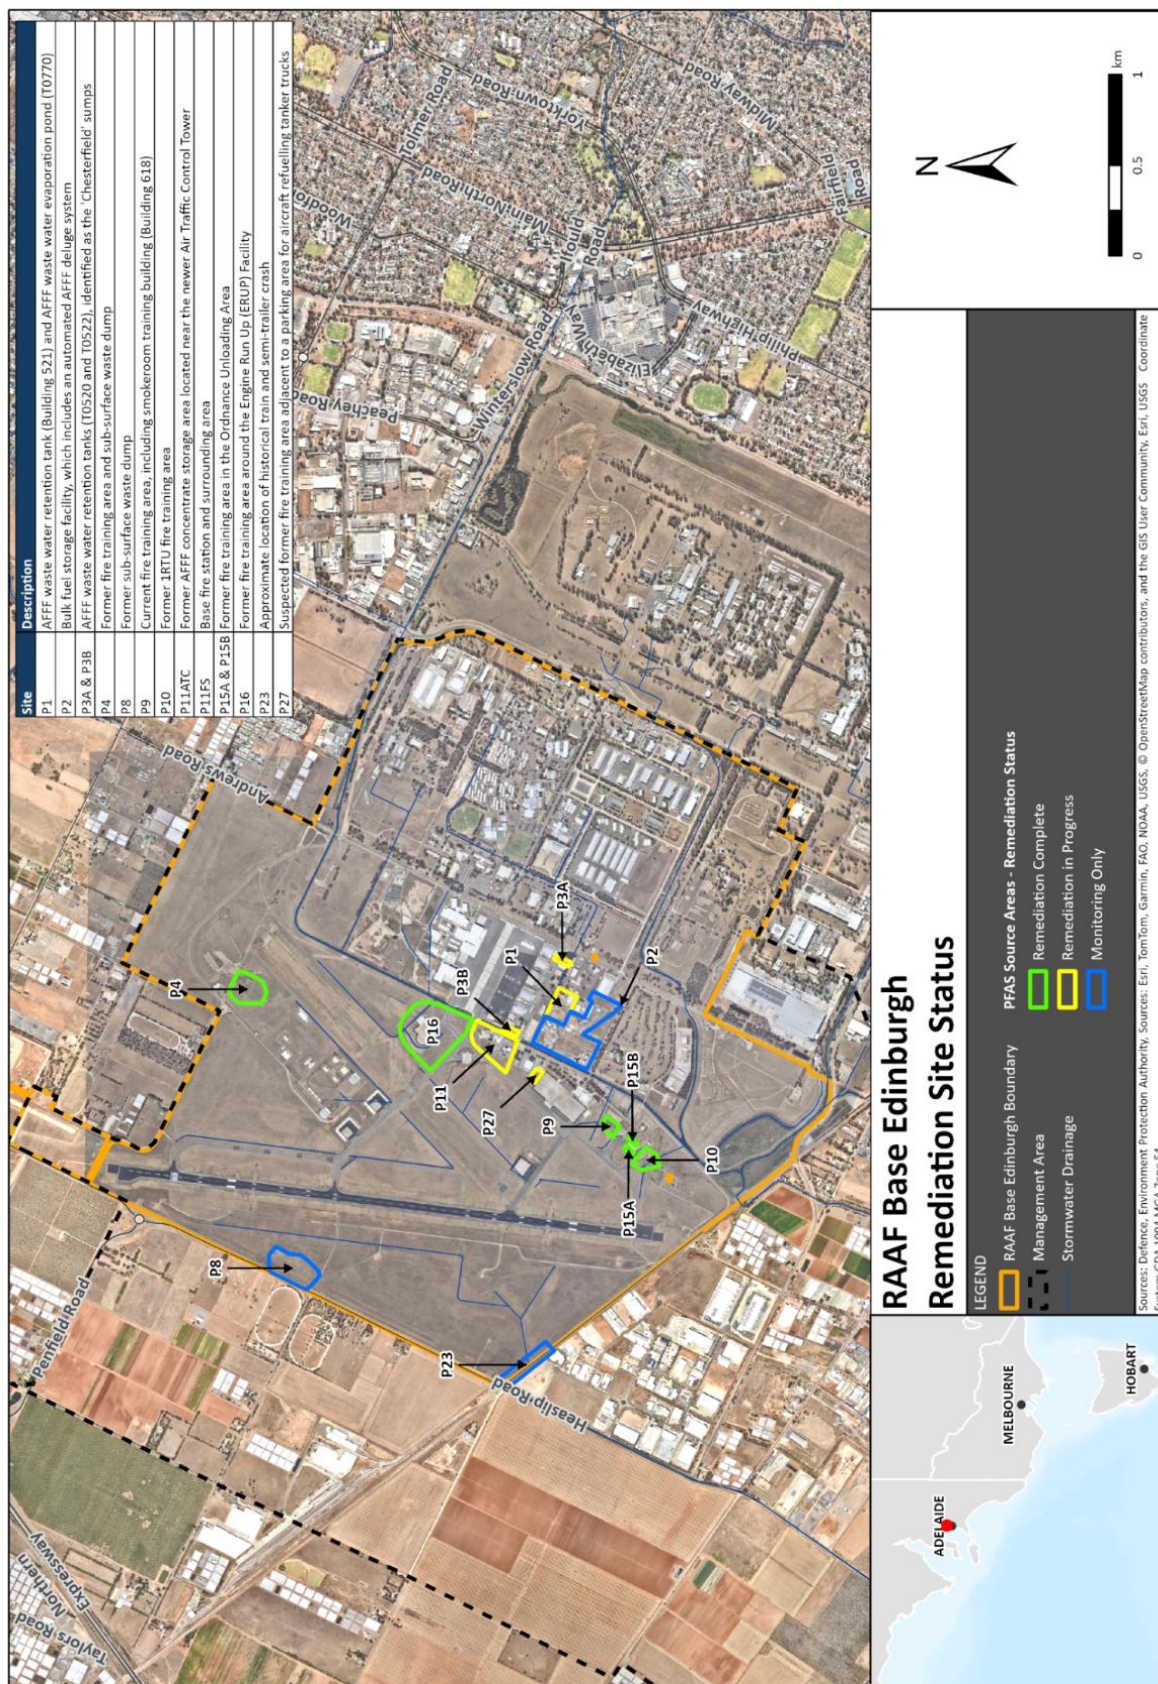 Site Description
P1 AFFF waste water retention tank (Building 521) and AFFF waste water evaporation pond (T0770)
P2 Bulk fuel storage facility, which includes an automated AFFF deluge system
P3A & P3B AFFF waste water retention tanks (T0520 and T0522), identified as the 'Chesterfield' sumps
P4 Former fire training area and sub-surface waste dump
P8 Former sub-surface waste dump
P9 Current fire training area, including smokeroom training building (Building 618)
P10 Former 1RTU fire training area
P11ATC Former AFFF concentrate storage area located near the newer Air Traffic Control Tower
P11FS Base fire station and surrounding area
P15A & P15B Former fire training area in the Ordnance Unloading Area
P16 Former fire training area around the Engine Run Up (ERUP) Facility
P23 Approximate location of historical train and semi-trailer crash
P27 Suspected former fire training area adjacent to a parking area for aircraft refuelling tanker trucks
Taylors Road
Northern
Expressway
Penfield Road
Andrews Road
Peachey Road
Winterslow Road
Woodfo
Main North Road
Tolmer Road
Yorktown Road
Midway Road
Ifould
Road
Elizabeth Way
Philip Highway
Fairfield
Road
Heaslip Road
P4
P8
P16
P11
P3B
P1
P3A
P27
P2
P9
P15B
P15A
P10
P23
ADELAIDE
MELBOURNE
HOBART
RAAF Base Edinburgh
Remediation Site Status
LEGEND
RAAF Base Edinburgh Boundary
Management Area
Stormwater Drainage
PFAS Source Areas - Remediation Status
Remediation Complete
Remediation in Progress
Monitoring Only
Sources: Defence, Environment Protection Authority, Sources: Esri, TomTom, Garmin, FAO, NOAA, USGS, © OpenStreetMap contributors, and the GIS User Community, Esri, USGS Coordinate
System GDA 1994 MGA Zone 54
N
0 0.5 1
km